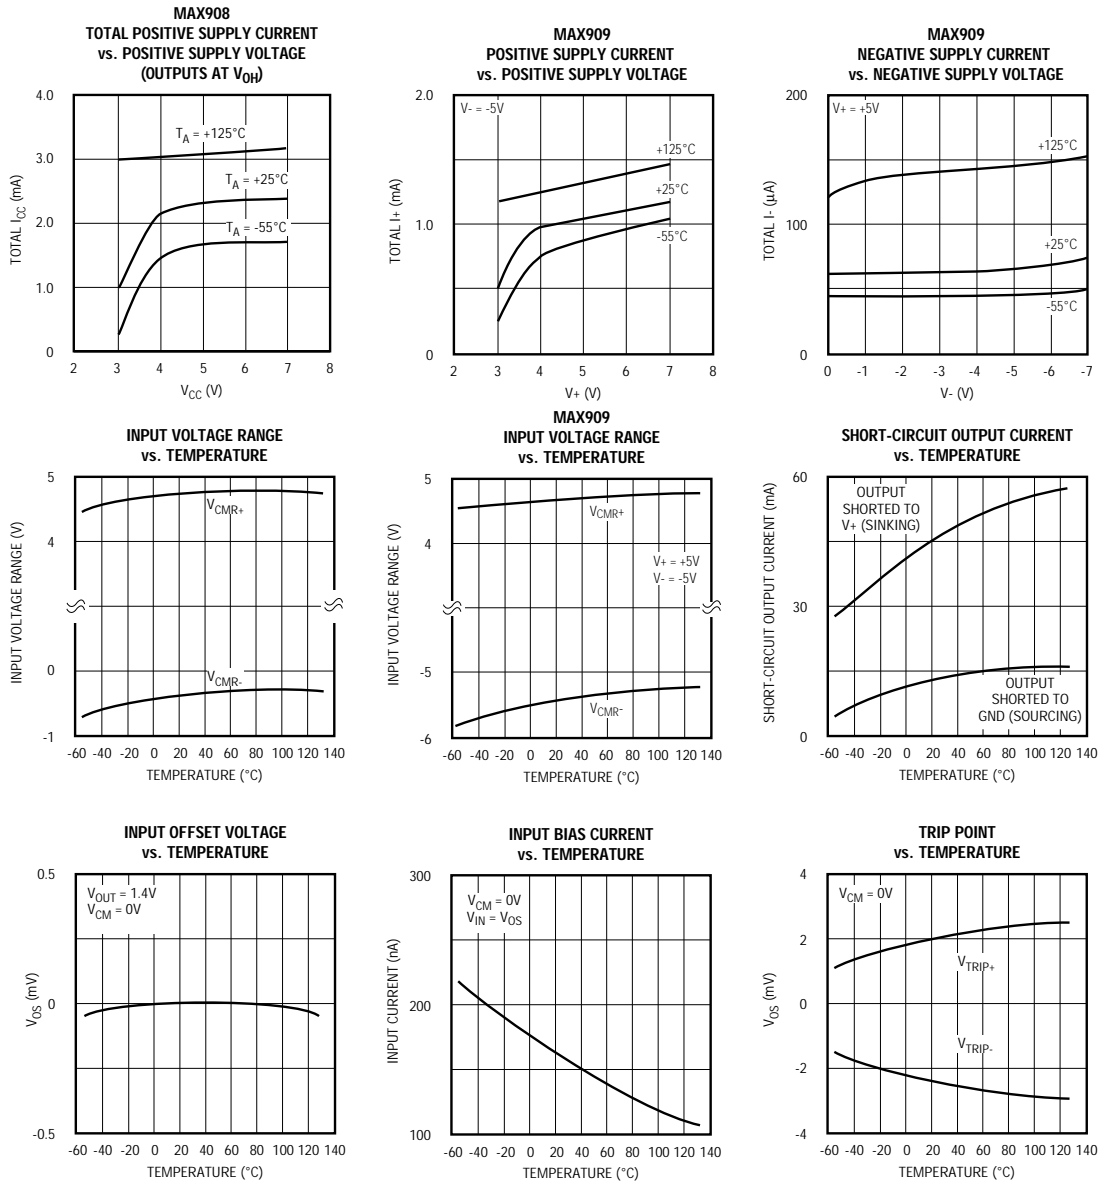 MAX908
TOTAL POSITIVE SUPPLY CURRENT
vs. POSITIVE SUPPLY VOLTAGE
(OUTPUTS AT VOH)
4.0
3.0
2.0
1.0
0
TOTAL ICC (mA)
TA = +125°C
TA = +25°C
TA = -55°C
2 3 4 5 6 7 8
VCC (V)
MAX909
POSITIVE SUPPLY CURRENT
vs. POSITIVE SUPPLY VOLTAGE
2.0
1.0
0
TOTAL I+ (nA)
V- = -5V
+125°C
+25°C
-55°C
2 3 4 5 6 7 8
V+ (V)
MAX909
NEGATIVE SUPPLY CURRENT
vs. NEGATIVE SUPPLY VOLTAGE
200
100
0
TOTAL I- (µA)
V+ = +5V
+125°C
+25°C
-55°C
0 -1 -2 -3 -4 -5 -6 -7
V- (V)
INPUT VOLTAGE RANGE
vs. TEMPERATURE
5
4
0
-1
INPUT VOLTAGE RANGE (V)
VCMR+
VCMR-
-60 -40 -20 0 20 40 60 80 100 120 140
TEMPERATURE (°C)
MAX909
INPUT VOLTAGE RANGE
vs. TEMPERATURE
5
4
-5
-6
INPUT VOLTAGE RANGE (V)
VCMR+
V+ = +5V
V- = -5V
VCMR-
-60 -40 -20 0 20 40 60 80 100 120 140
TEMPERATURE (°C)
SHORT-CIRCUIT OUTPUT CURRENT
vs. TEMPERATURE
60
30
0
SHORT-CIRCUIT OUTPUT CURRENT (mA)
OUTPUT
SHORTED TO
V+ (SINKING)
OUTPUT
SHORTED TO
GND (SOURCING)
-60 -40 -20 0 20 40 60 80 100 120 140
TEMPERATURE (°C)
INPUT OFFSET VOLTAGE
vs. TEMPERATURE
0.5
0
-0.5
VOS (mV)
VOUT = 1.4V
VCM = 0V
-60 -40 -20 0 20 40 60 80 100 120 140
TEMPERATURE (°C)
INPUT BIAS CURRENT
vs. TEMPERATURE
300
200
100
INPUT CURRENT (nA)
VCM = 0V
VIN = VOS
-60 -40 -20 0 20 40 60 80 100 120 140
TEMPERATURE (°C)
TRIP POINT
vs. TEMPERATURE
4
2
0
-2
-4
VOS (mV)
VCM = 0V
VTRIP+
VTRIP-
-60 -40 -20 0 20 40 60 80 100 120 140
TEMPERATURE (°C)